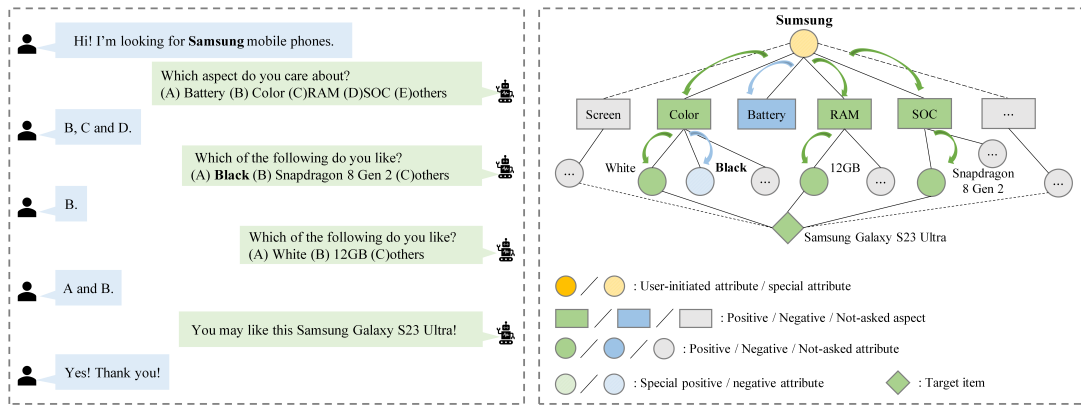 Hi! I'm looking for Samsung mobile phones.
Which aspect do you care about?
(A) Battery (B) Color (C)RAM (D)SOC (E)others
B, C and D.
Which of the following do you like?
(A) Black (B) Snapdragon 8 Gen 2 (C)others
B.
Which of the following do you like?
(A) White (B) 12GB (C)others
A and B.
You may like this Samsung Galaxy S23 Ultra!
Yes! Thank you!
Sumsung
Screen
Color
Battery
RAM
SOC
...
White
Black
12GB
Snapdragon
8 Gen 2
...
...
...
...
...
Samsung Galaxy S23 Ultra
: User-initiated attribute / special attribute
: Positive / Negative / Not-asked aspect
: Positive / Negative / Not-asked attribute
: Special positive / negative attribute
: Target item